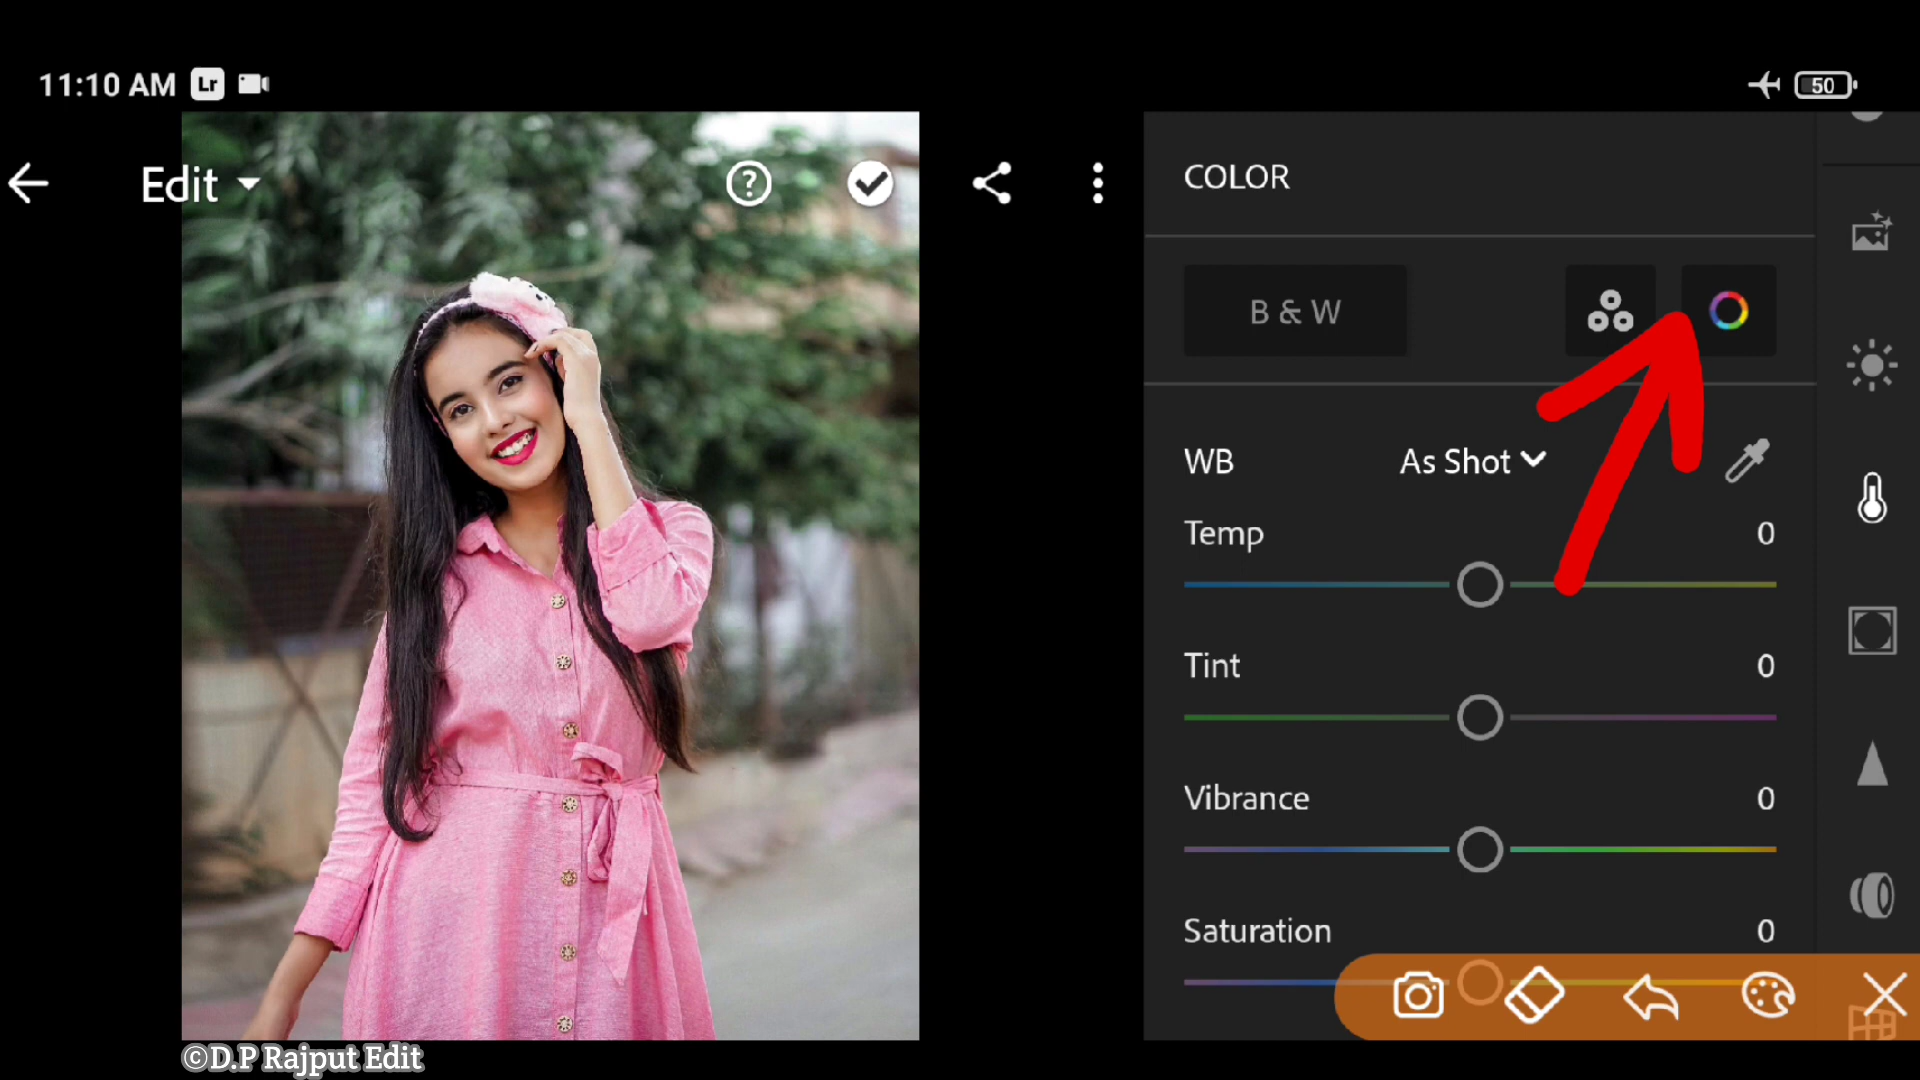 11:10 AM Lr 50
Edit
COLOR
B & W
WB As Shot
Temp 0
Tint 0
Vibrance 0
Saturation 0
©D.P Rajput Edit